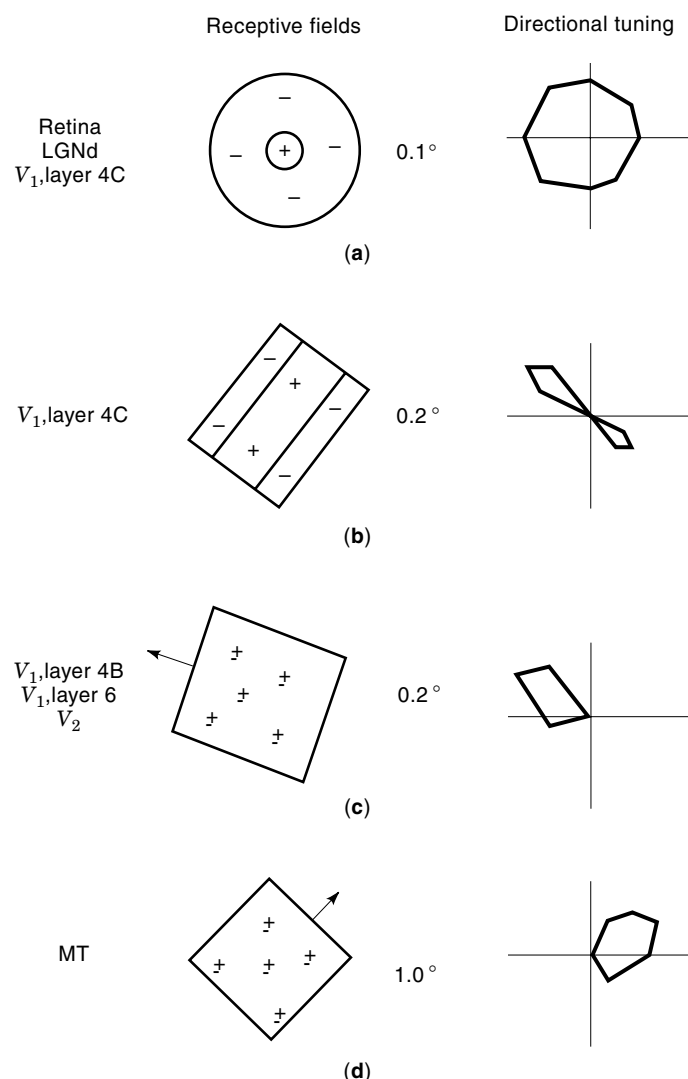 Receptive fields
Directional tuning
Retina
LGNd
V1,layer 4C
–
–
+
–
–
0.1°
(a)
V1,layer 4C
–
+
–
–
+
–
0.2 °
(b)
V1,layer 4B
V1,layer 6
V2
±
±
±
±
±
0.2 °
(c)
MT
±
±
±
±
±
1.0 °
(d)